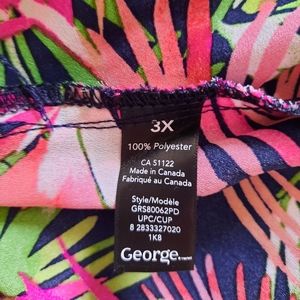 3X
100% Polyester
CA 51122
Made in Canada
Fabriqué au Canada
Style/Modèle
GRS80062PD
UPC/CUP
8 2833327020
1K8
George